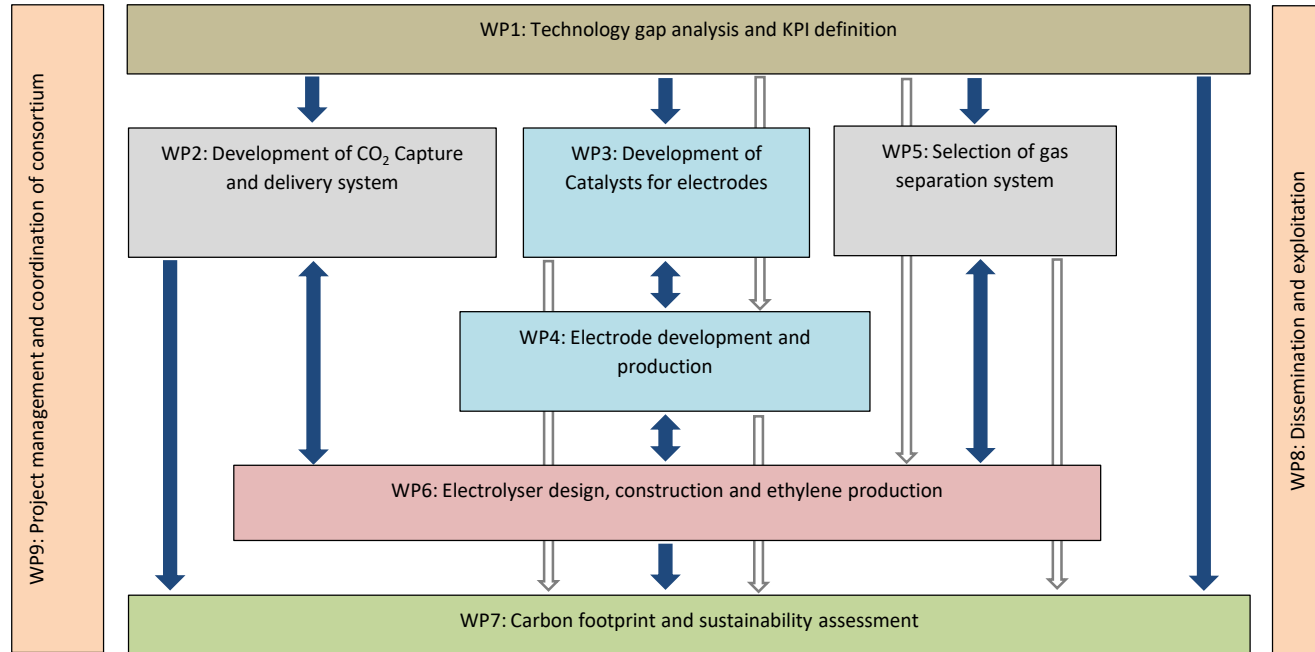 WP1: Technology gap analysis and KPI definition
WP2: Development of CO₂ Capture
and delivery system
WP3: Development of
Catalysts for electrodes
WP5: Selection of gas
separation system
WP4: Electrode development and
production
WP6: Electrolyser design, construction and ethylene production
WP7: Carbon footprint and sustainability assessment
WP9: Project management and coordination of consortium
WP8: Dissemination and exploitation